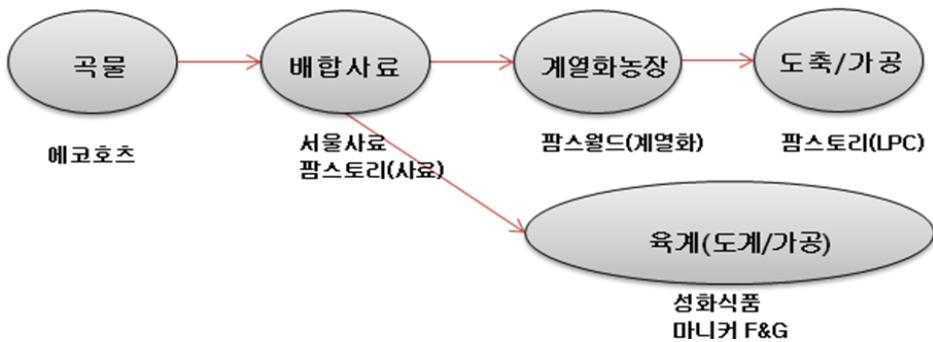 곡물
배합사료
계열화농장
도축/가공
에코호츠
서울사료
팜스토리(사료)
팜스월드(계열화)
팜스토리(LPC)
육계(도계/가공)
성화식품
마니커 F&G